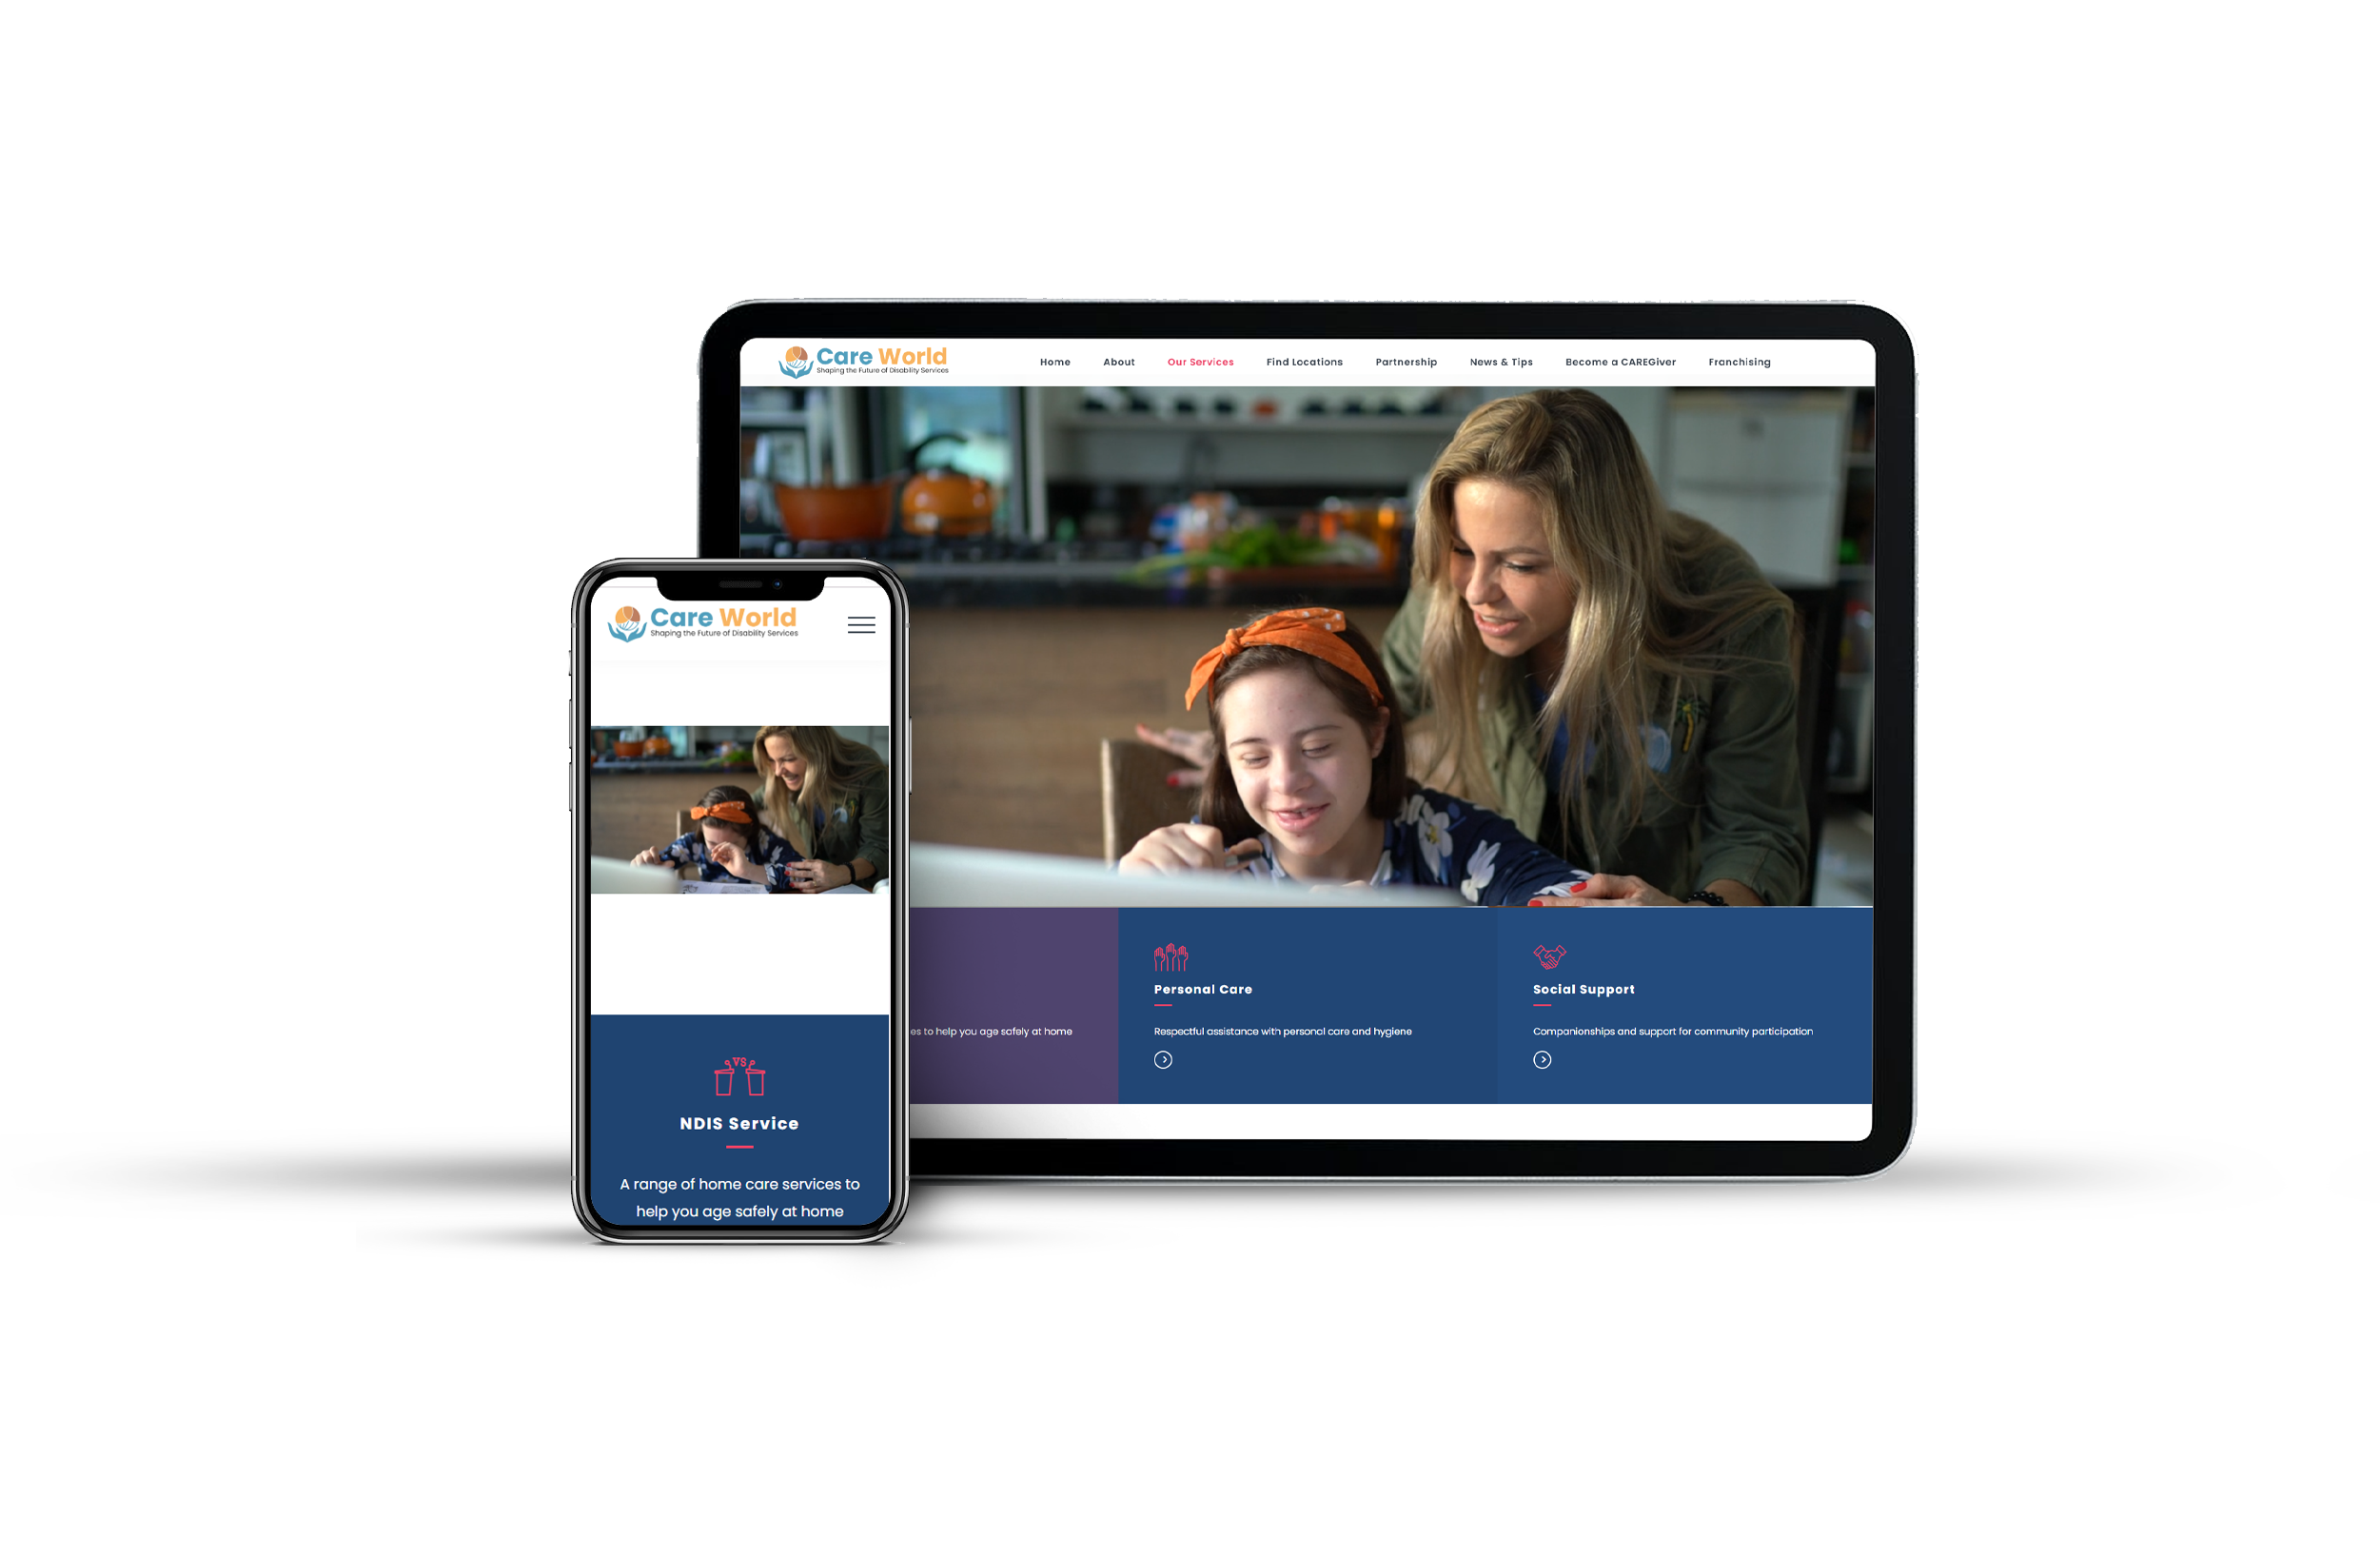 Care World
Shaping the Future of Disability Services
Home About Our Services Find Locations Partnership News & Tips Become a CAREGiver Franchising
Personal Care
Respectful assistance with personal care and hygiene
Social Support
Companionships and support for community participation
es to help you age safely at home
Care World
Shaping the Future of Disability Services
VS
NDIS Service
A range of home care services to
help you age safely at home